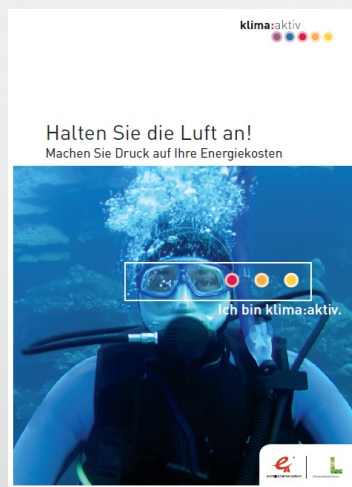 klima:aktiv
Halten Sie die Luft an!
Machen Sie Druck auf Ihre Energiekosten
Ich bin klima:aktiv.